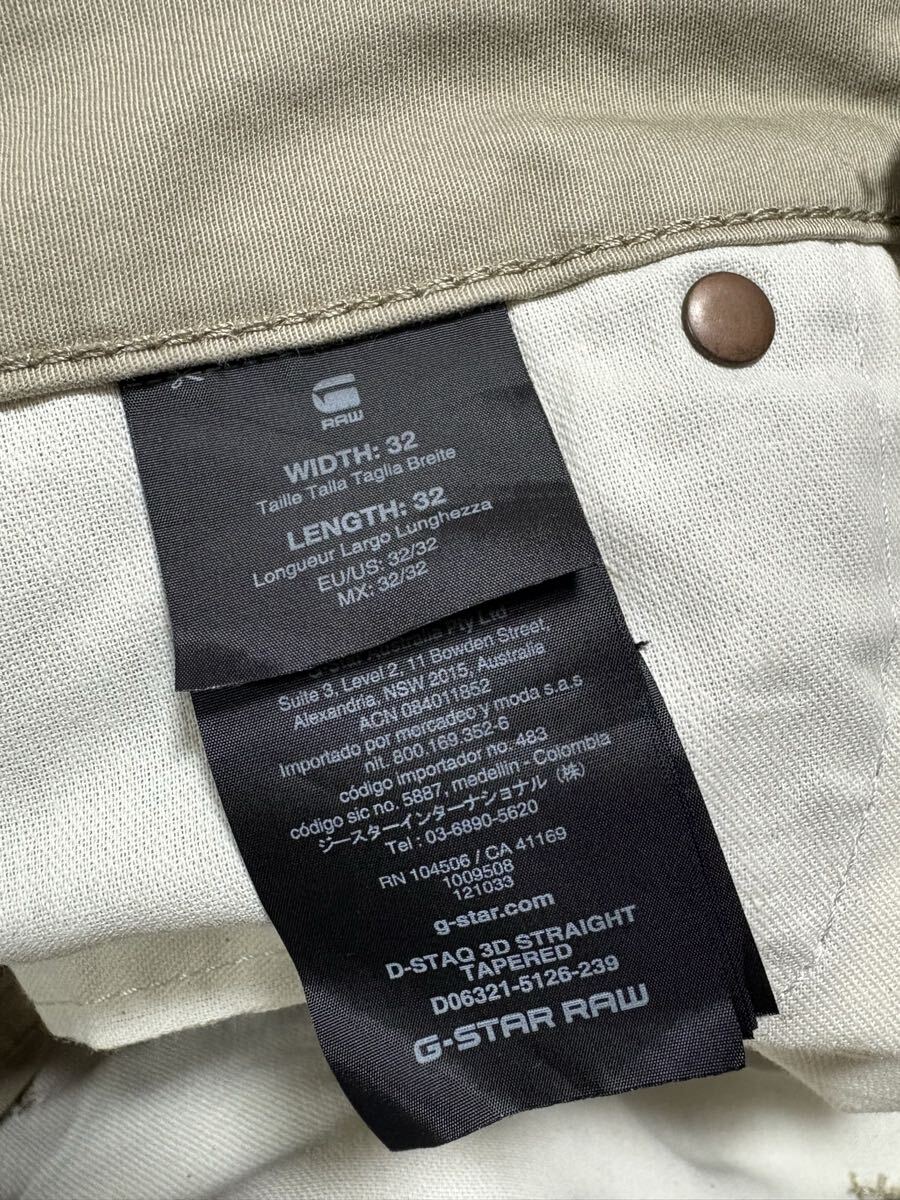 RAW
WIDTH: 32
Taille Talla Taglia Breite
LENGTH: 32
Longueur Largo Lunghezza
EU/US: 32/32
MX: 32/32
G-Star Australia Pty Ltd
Suite 3, Level 2, 11 Bowden Street,
Alexandria, NSW 2015, Australia
ACN 084011852
Importado por mercadeo y moda s.a.s
nit. 800.169.352-6
código importador no. 483
código sic no. 5887, medellin - Colombia
ジースターインターナショナル（株）
Tel : 03-6890-5620
RN 104506 / CA 41169
1009508
121033
g-star.com
D-STAQ 3D STRAIGHT
TAPERED
D06321-5126-239
G-STAR RAW